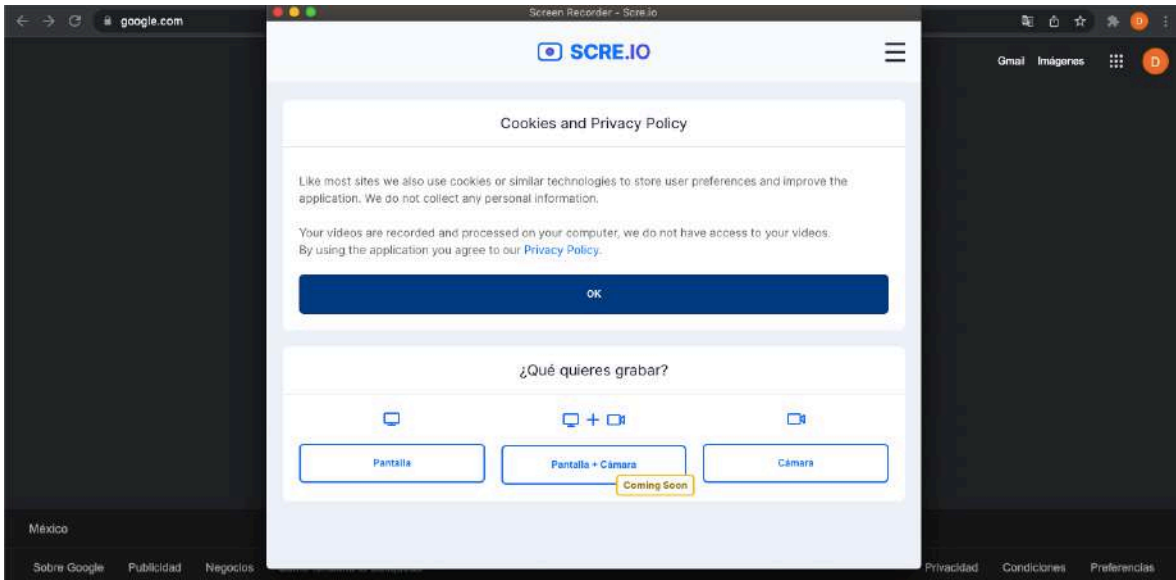 google.com
Screen Recorder - Scre.io
D
SCRE.IO
Gmail Imágenes
D
Cookies and Privacy Policy
Like most sites we also use cookies or similar technologies to store user preferences and improve the
application. We do not collect any personal information.
Your videos are recorded and processed on your computer, we do not have access to your videos.
By using the application you agree to our Privacy Policy.
OK
¿Qué quieres grabar?
Pantalla
Pantalla + Cámara
Cámara
Coming Soon
México
Sobre Google Publicidad Negocios
Privacidad Condiciones Preferencias